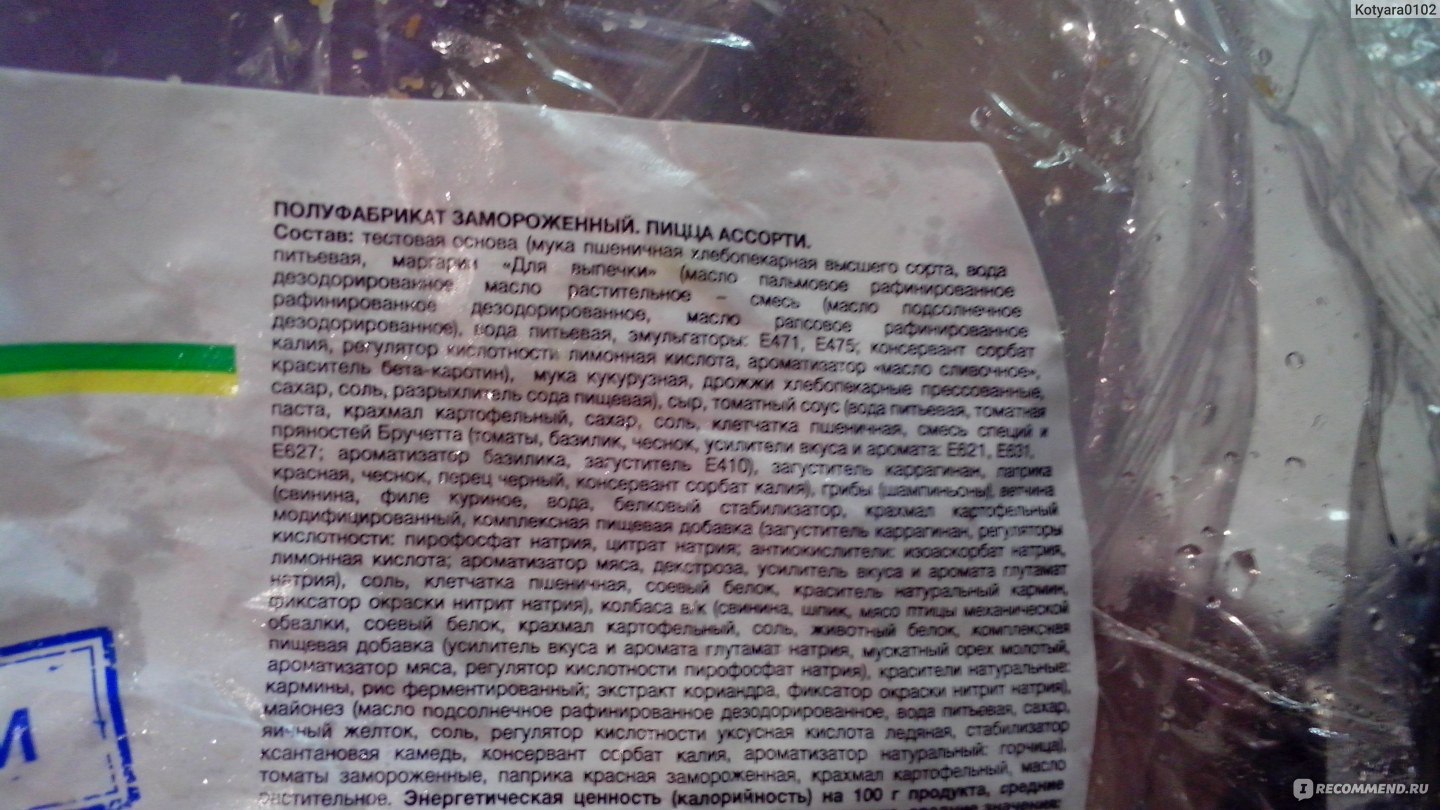 Kotyara0102
ПОЛУФАБРИКАТ ЗАМОРОЖЕННЫЙ. ПИЦЦА АССОРТИ.
Состав: тестовая основа (мука пшеничная хлебопекарная высшего сорта, вода
питьевая, маргарин «Для выпечки» (масло пальмовое рафинированное
дезодорированное масло растительное – смесь (масло подсолнечное
рафинированное дезодорированное, масло рапсовое рафинированное
дезодорированное), вода питьевая, эмульгаторы: Е471, Е475; консервант сорбат
калия, регулятор кислотности лимонная кислота, ароматизатор «масло сливочное»,
краситель бета-каротин), мука кукурузная, дрожжи хлебопекарные прессованные,
сахар, соль, разрыхлитель сода пищевая), сыр, томатный соус (вода питьевая, томатная
паста, крахмал картофельный, сахар, соль, клетчатка пшеничная, смесь специй и
пряностей Бручетта (томаты, базилик, чеснок, усилители вкуса и аромата: Е621, Е631,
Е627; ароматизатор базилика, загуститель Е410), загуститель каррагинан, паприка
красная, чеснок, перец черный, консервант сорбат калия), грибы (шампиньоны), ветчина
(свинина, филе куриное, вода, белковый стабилизатор, крахмал картофельный
модифицированный, комплексная пищевая добавка (загуститель каррагинан, регуляторы
кислотности: пирофосфат натрия, цитрат натрия; антиокислители: изоаскорбат натрия,
лимонная кислота; ароматизатор мяса, декстроза, усилитель вкуса и аромата глутамат
натрия), соль, клетчатка пшеничная, соевый белок, краситель натуральный кармин,
фиксатор окраски нитрит натрия), колбаса в/к (свинина, шпик, мясо птицы механической
обвалки, соевый белок, крахмал картофельный, соль, животный белок, комплексная
пищевая добавка (усилитель вкуса и аромата глутамат натрия, мускатный орех молотый,
ароматизатор мяса, регулятор кислотности пирофосфат натрия), красители натуральные:
кармины, рис ферментированный; экстракт кориандра, фиксатор окраски нитрит натрия),
майонез (масло подсолнечное рафинированное дезодорированное, вода питьевая, сахар,
яичный желток, соль, регулятор кислотности уксусная кислота ледяная, стабилизатор
ксантановая камедь, консервант сорбат калия, ароматизатор натуральный: горчица),
томаты замороженные, паприка красная замороженная, крахмал картофельный, масло
растительное. Энергетическая ценность (калорийность) на 100 г продукта, средние
значения:
И
IRECOMMEND.RU